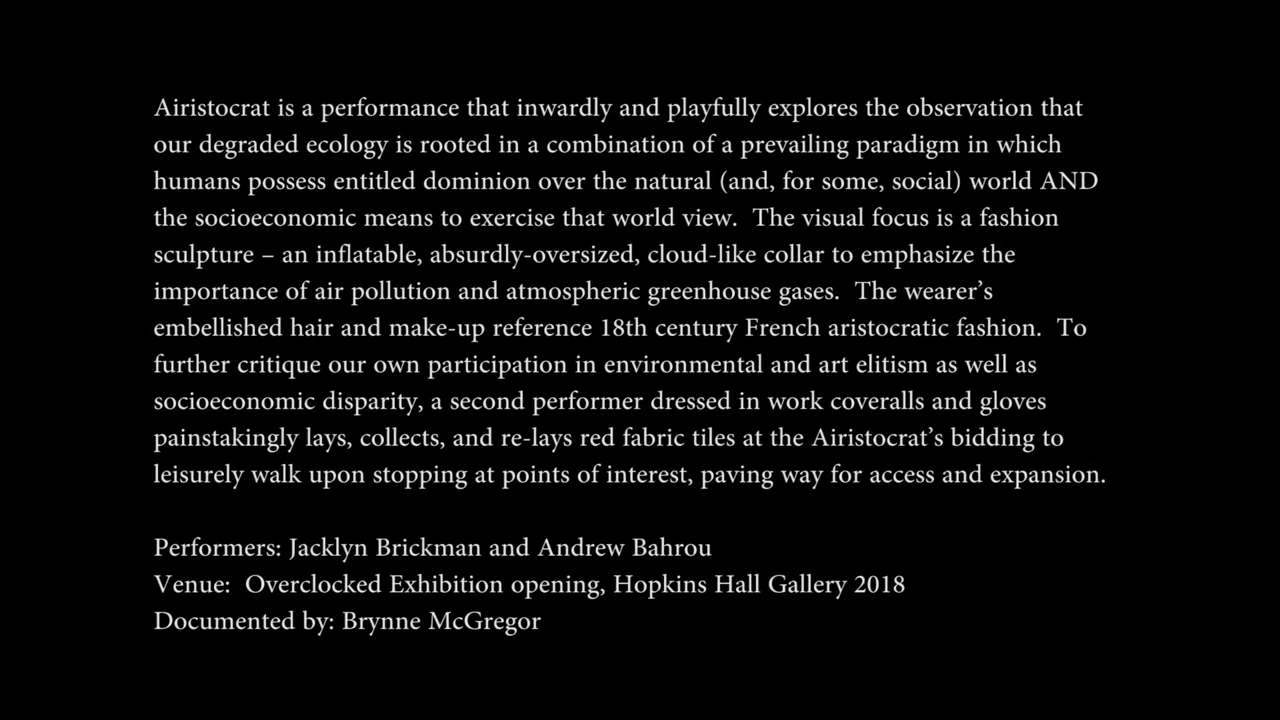 Airistocrat is a performance that inwardly and playfully explores the observation that
our degraded ecology is rooted in a combination of a prevailing paradigm in which
humans possess entitled dominion over the natural (and, for some, social) world AND
the socioeconomic means to exercise that world view.  The visual focus is a fashion
sculpture – an inflatable, absurdly-oversized, cloud-like collar to emphasize the
importance of air pollution and atmospheric greenhouse gases.  The wearer’s
embellished hair and make-up reference 18th century French aristocratic fashion.  To
further critique our own participation in environmental and art elitism as well as
socioeconomic disparity, a second performer dressed in work coveralls and gloves
painstakingly lays, collects, and re-lays red fabric tiles at the Airistocrat’s bidding to
leisurely walk upon stopping at points of interest, paving way for access and expansion.
Performers: Jacklyn Brickman and Andrew Bahrou
Venue:  Overclocked Exhibition opening, Hopkins Hall Gallery 2018
Documented by: Brynne McGregor